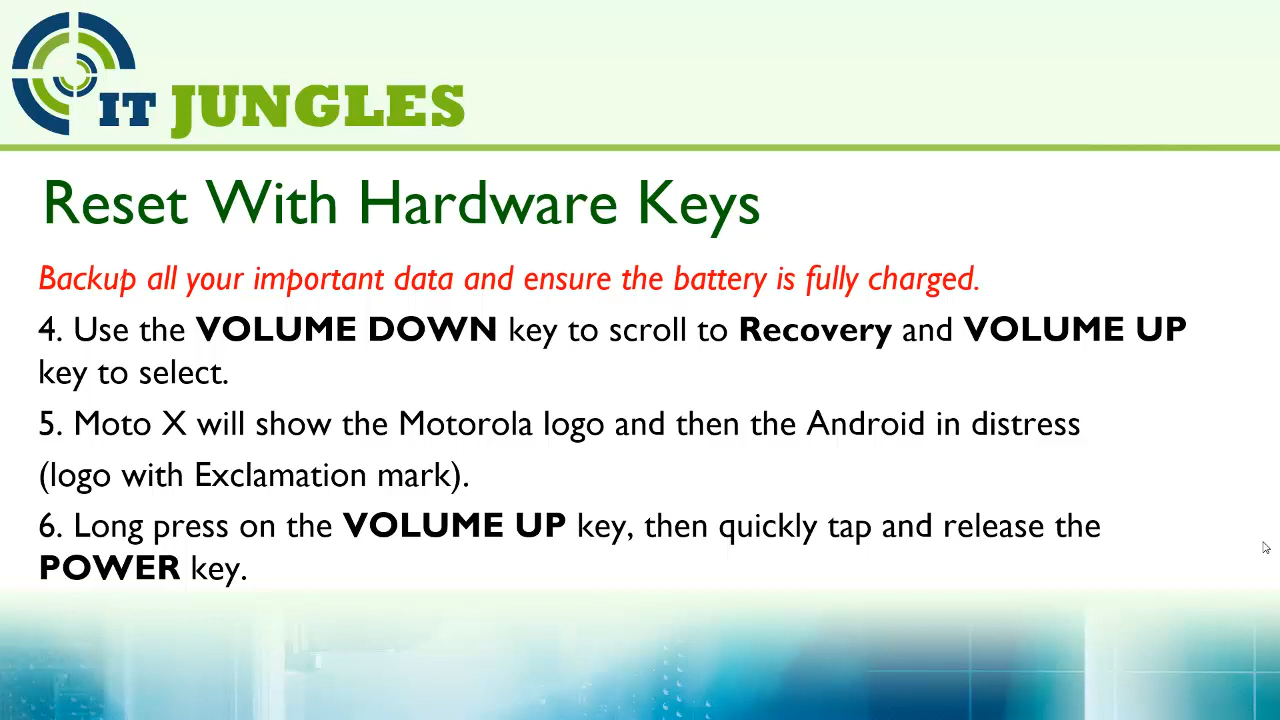 IT JUNGLES
Reset With Hardware Keys
Backup all your important data and ensure the battery is fully charged.
4. Use the VOLUME DOWN key to scroll to Recovery and VOLUME UP
key to select.
5. Moto X will show the Motorola logo and then the Android in distress
(logo with Exclamation mark).
6. Long press on the VOLUME UP key, then quickly tap and release the
POWER key.